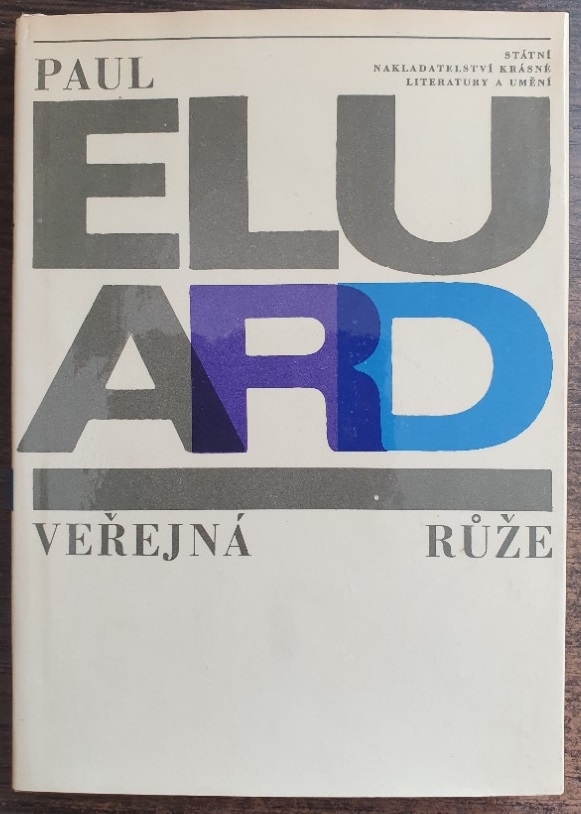 PAUL
STÁTNÍ
NAKLADATELSTVÍ KRÁSNÉ
LITERATURY A UMĚNÍ
ELU
ARD
VEŘEJNÁ RŮŽE